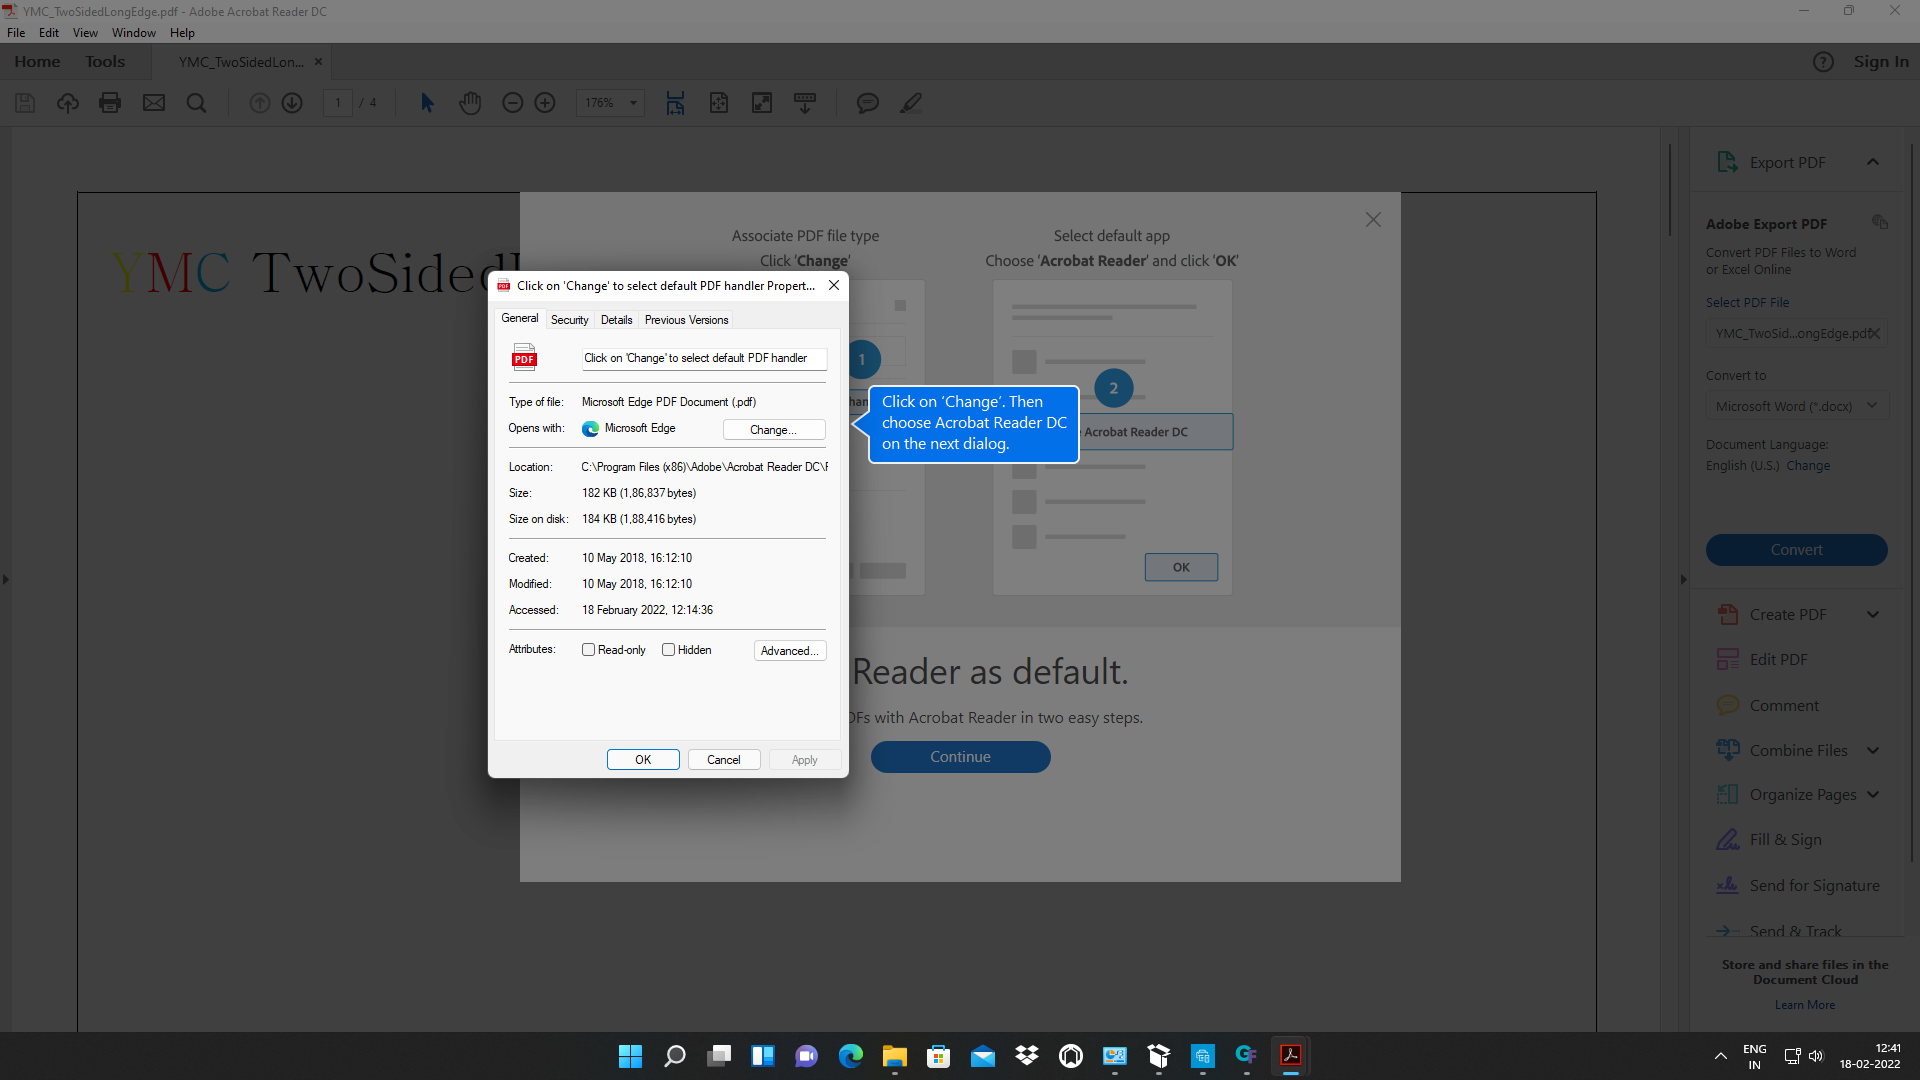 YMC_TwoSidedLongEdge.pdf - Adobe Acrobat Reader DC
File Edit View Window Help
Home Tools YMC_TwoSidedLon... × Sign In
1 / 4 176%
Export PDF
Adobe Export PDF
Convert PDF Files to Word
or Excel Online
Select PDF File
YMC_TwoSid...ongEdge.pdf
Convert to
Microsoft Word (*.docx)
Document Language:
English (U.S.) Change
Convert
Create PDF
Edit PDF
Comment
Combine Files
Organize Pages
Fill & Sign
Send for Signature
Send & Track
Store and share files in the
Document Cloud
Learn More
YMC TwoSidedL
Associate PDF file type
Click 'Change'
Select default app
Choose 'Acrobat Reader' and click 'OK'
1
2
Acrobat Reader DC
OK
Click on 'Change'. Then
choose Acrobat Reader DC
on the next dialog.
Reader as default.
DFs with Acrobat Reader in two easy steps.
Continue
Click on 'Change' to select default PDF handler Propert...
General Security Details Previous Versions
PDF
Click on 'Change' to select default PDF handler
Type of file: Microsoft Edge PDF Document (.pdf)
Opens with: Microsoft Edge Change...
Location: C:\Program Files (x86)\Adobe\Acrobat Reader DC\F
Size: 182 KB (1,86,837 bytes)
Size on disk: 184 KB (1,88,416 bytes)
Created: 10 May 2018, 16:12:10
Modified: 10 May 2018, 16:12:10
Accessed: 18 February 2022, 12:14:36
Attributes: Read-only Hidden Advanced...
OK Cancel Apply
ENG
IN
12:41
18-02-2022